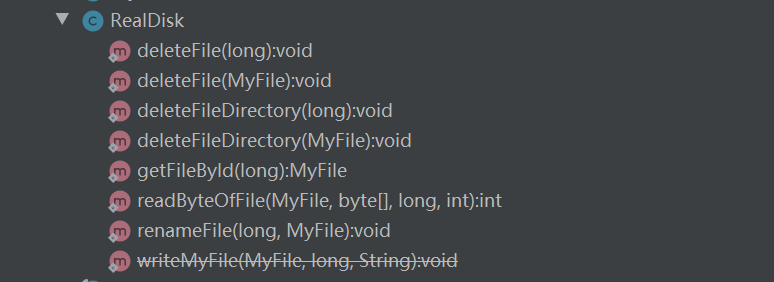 RealDisk
deleteFile(long):void
deleteFile(MyFile):void
deleteFileDirectory(long):void
deleteFileDirectory(MyFile):void
getFileById(long):MyFile
readByteOfFile(MyFile, byte[], long, int):int
renameFile(long, MyFile):void
writeMyFile(MyFile, long, String):void